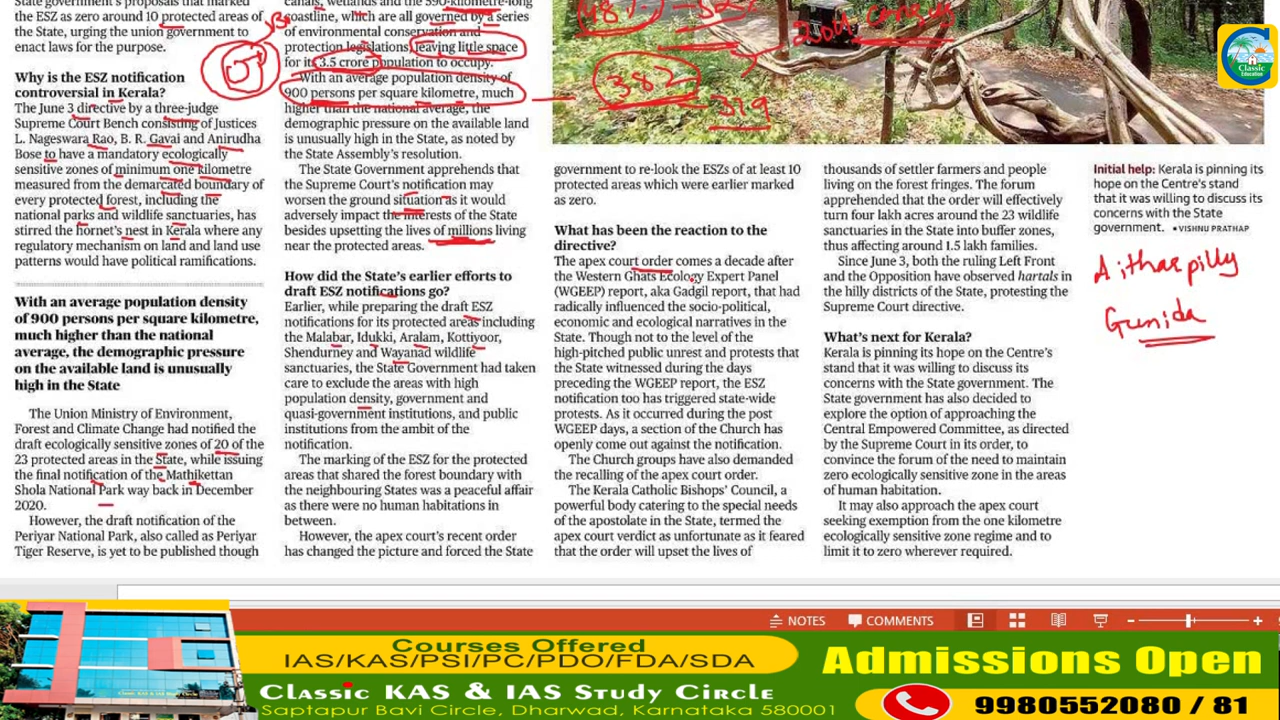 State government's proposals that marked
the ESZ as zero around 10 protected areas of
the State, urging the union government to
enact laws for the purpose.
Why is the ESZ notification
controversial in Kerala?
The June 3 directive by a three-judge
Supreme Court Bench consisting of Justices
L. Nageswara Rao, B. R. Gavai and Anirudha
Bose to have a mandatory ecologically
sensitive zones of minimum one kilometre
measured from the demarcated boundary of
every protected forest, including the
national parks and wildlife sanctuaries, has
stirred the hornet's nest in Kerala where any
regulatory mechanism on land and land use
patterns would have political ramifications.
With an average population density
of 900 persons per square kilometre,
much higher than the national
average, the demographic pressure
on the available land is unusually
high in the State
The Union Ministry of Environment,
Forest and Climate Change had notified the
draft ecologically sensitive zones of 20 of the
23 protected areas in the State, while issuing
the final notification of the Mathikettan
Shola National Park way back in December
2020.
However, the draft notification of the
Periyar National Park, also called as Periyar
Tiger Reserve, is yet to be published though
canals, wetlands and the 590-kilometre-long
coastline, which are all governed by a series
of environmental conservation and
protection legislations, leaving little space
for its 3.5 crore population to occupy.
With an average population density of
900 persons per square kilometre, much
higher than the national average, the
demographic pressure on the available land
is unusually high in the State, as noted by
the State Assembly's resolution.
The State Government apprehends that
the Supreme Court's notification may
worsen the ground situation as it would
adversely impact the interests of the State
besides upsetting the lives of millions living
near the protected areas.
How did the State's earlier efforts to
draft ESZ notifications go?
Earlier, while preparing the draft ESZ
notifications for its protected areas including
the Malabar, Idukki, Aralam, Kottiyoor,
Shendurney and Wayanad wildlife
sanctuaries, the State Government had taken
care to exclude the areas with high
population density, government and
quasi-government institutions, and public
institutions from the ambit of the
notification.
The marking of the ESZ for the protected
areas that shared the forest boundary with
the neighbouring States was a peaceful affair
as there were no human habitations in
between.
However, the apex court's recent order
has changed the picture and forced the State
382
319
government to re-look the ESZs of at least 10
protected areas which were earlier marked
as zero.
What has been the reaction to the
directive?
The apex court order comes a decade after
the Western Ghats Ecology Expert Panel
(WGEEP) report, aka Gadgil report, that had
radically influenced the socio-political,
economic and ecological narratives in the
State. Though not to the level of the
high-pitched public unrest and protests that
the State witnessed during the days
preceding the WGEEP report, the ESZ
notification too has triggered state-wide
protests. As it occurred during the post
WGEEP days, a section of the Church has
openly come out against the notification.
The Church groups have also demanded
the recalling of the apex court order.
The Kerala Catholic Bishops' Council, a
powerful body catering to the special needs
of the apostolate in the State, termed the
apex court verdict as unfortunate as it feared
that the order will upset the lives of
thousands of settler farmers and people
living on the forest fringes. The forum
apprehended that the order will effectively
turn four lakh acres around the 23 wildlife
sanctuaries in the State into buffer zones,
thus affecting around 1.5 lakh families.
Since June 3, both the ruling Left Front
and the Opposition have observed hartals in
the hilly districts of the State, protesting the
Supreme Court directive.
What's next for Kerala?
Kerala is pinning its hope on the Centre's
stand that it was willing to discuss its
concerns with the State government. The
State government has also decided to
explore the option of approaching the
Central Empowered Committee, as directed
by the Supreme Court in its order, to
convince the forum of the need to maintain
zero ecologically sensitive zone in the areas
of human habitation.
It may also approach the apex court
seeking exemption from the one kilometre
ecologically sensitive zone regime and to
limit it to zero wherever required.
Initial help: Kerala is pinning its
hope on the Centre's stand
that it was willing to discuss its
concerns with the State
government. • VISHNU PRATHAP
Classic
Education
NOTES
COMMENTS
Courses Offered
IAS/KAS/PSI/PC/PDO/FDA/SDA
Classic KAS & IAS Study Circle
Saptapur Bavi Circle, Dharwad, Karnataka 580001
Admissions Open
9980552080 / 81